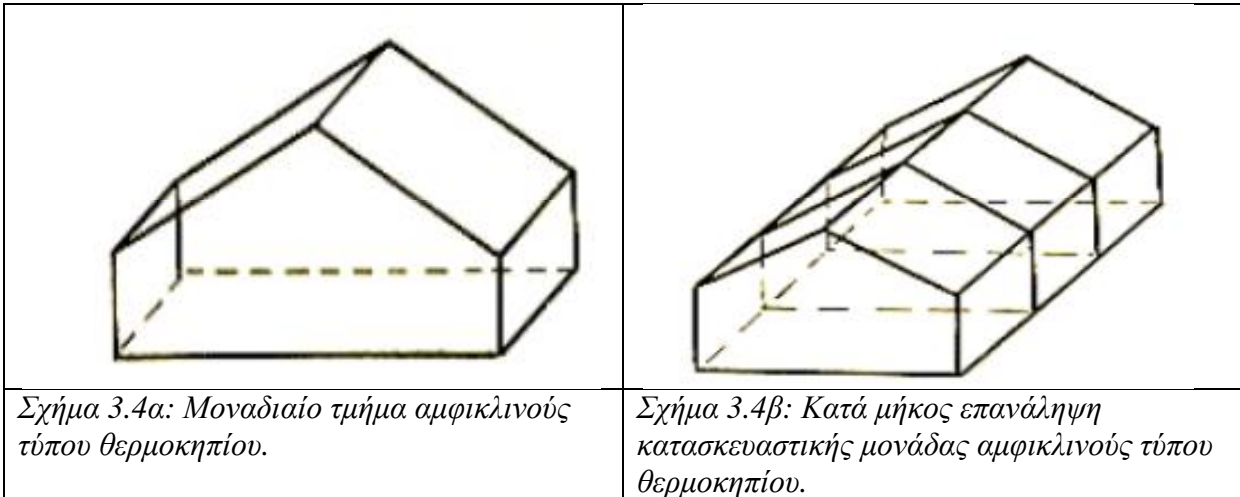 Σχήμα 3.4α: Μοναδιαίο τμήμα αμφικλινούς
τύπου θερμοκηπίου.
Σχήμα 3.4β: Κατά μήκος επανάληψη
κατασκευαστικής μονάδας αμφικλινούς τύπου
θερμοκηπίου.